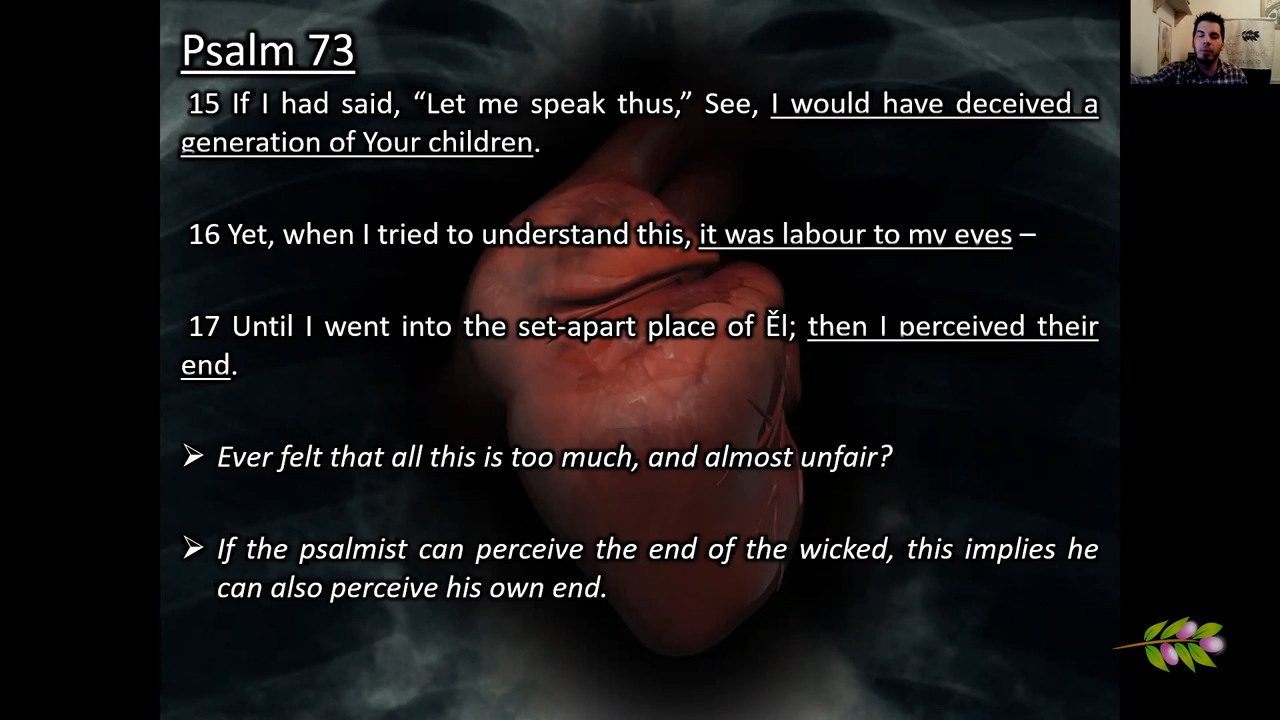 Psalm 73
15 If I had said, “Let me speak thus,” See, I would have deceived a
generation of Your children.
16 Yet, when I tried to understand this, it was labour to my eyes –
17 Until I went into the set-apart place of Ěl; then I perceived their
end.
➢ Ever felt that all this is too much, and almost unfair?
➢ If the psalmist can perceive the end of the wicked, this implies he
can also perceive his own end.